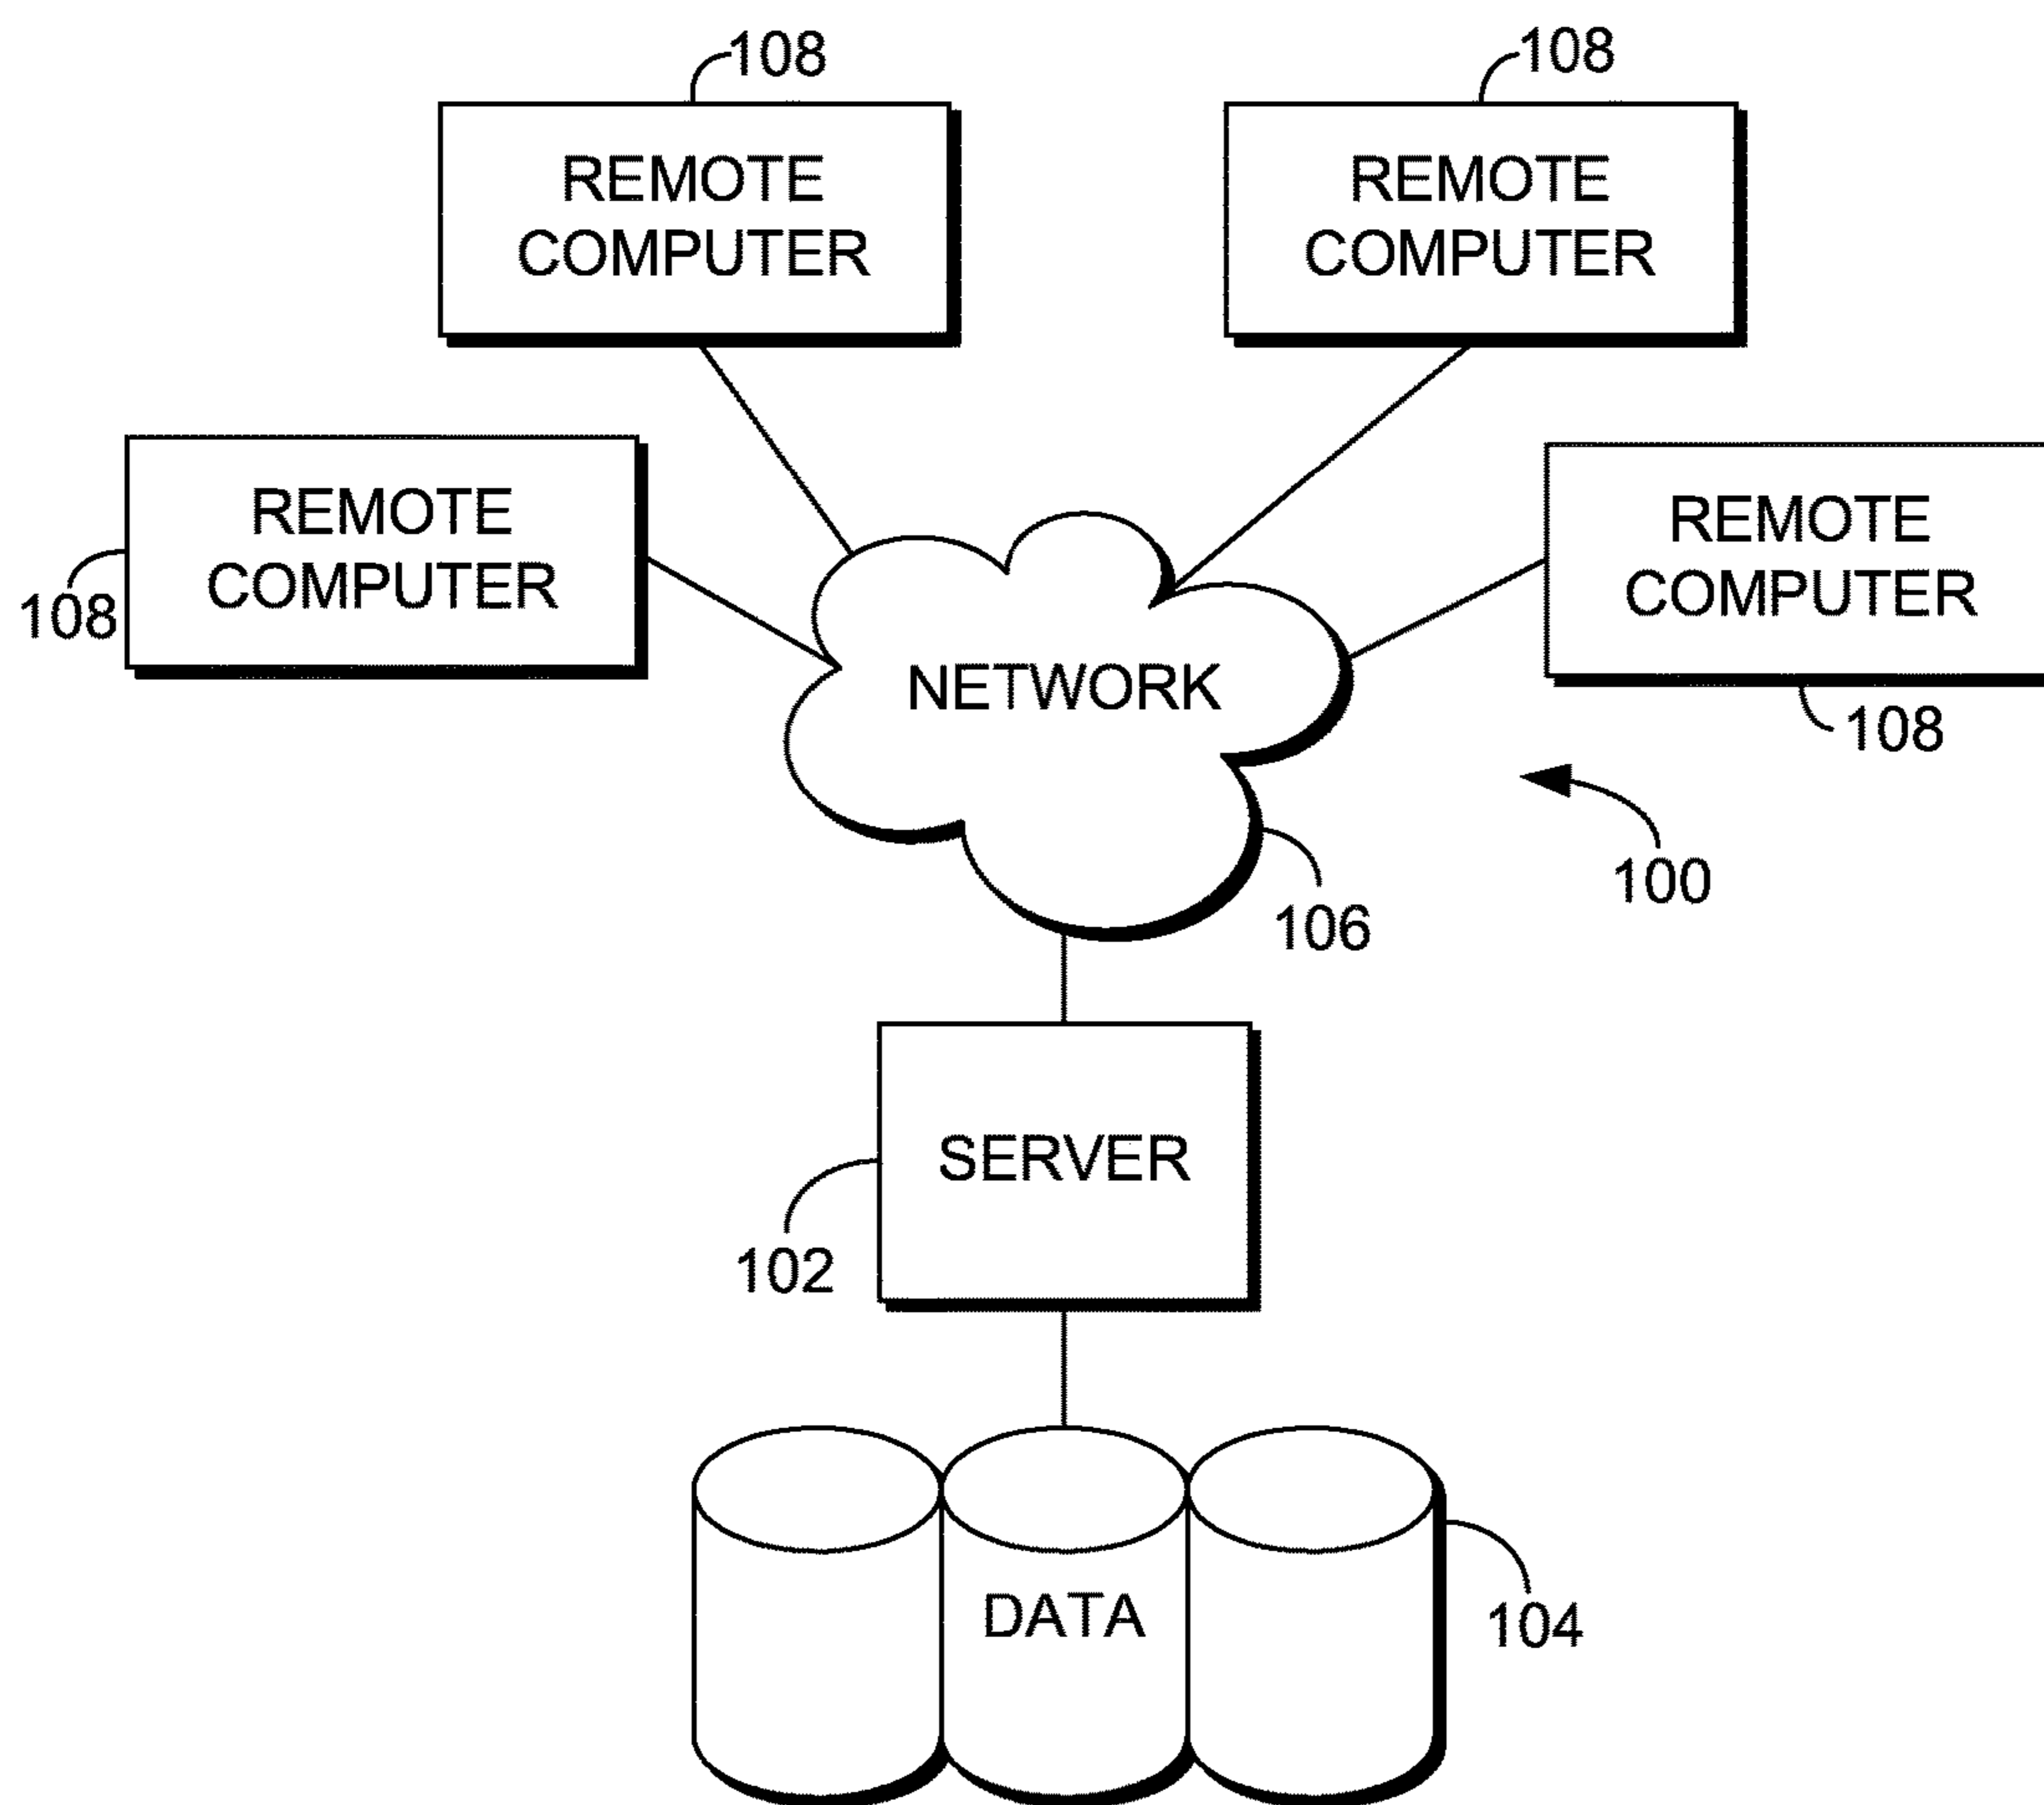 108
108
REMOTE
COMPUTER
REMOTE
COMPUTER
REMOTE
COMPUTER
108
REMOTE
COMPUTER
108
NETWORK
100
106
SERVER
102
DATA
104